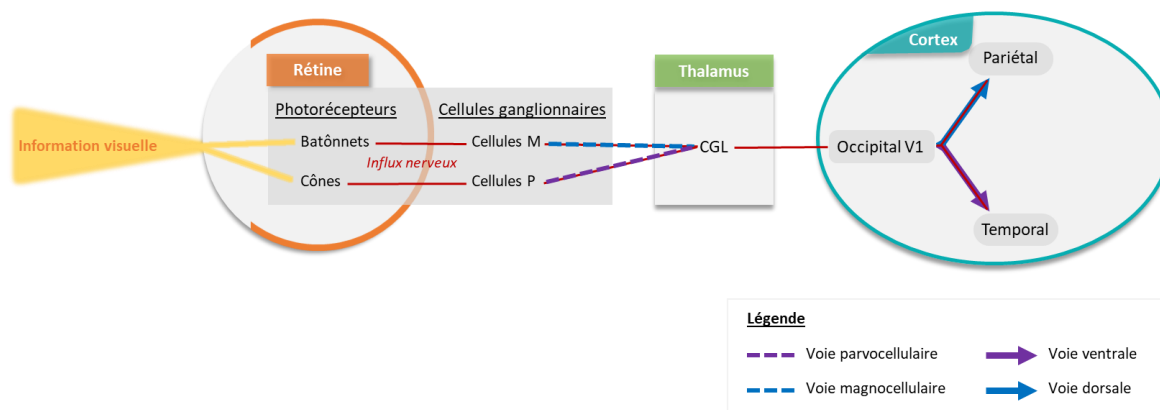 Cortex
Rétine
Pariétal
Thalamus
Photorécepteurs
Cellules ganglionnaires
Information visuelle
Batônnets
Cellules M
CGL
Occipital V1
Influx nerveux
Cônes
Cellules P
Temporal
Légende
Voie parvocellulaire
Voie ventrale
Voie magnocellulaire
Voie dorsale